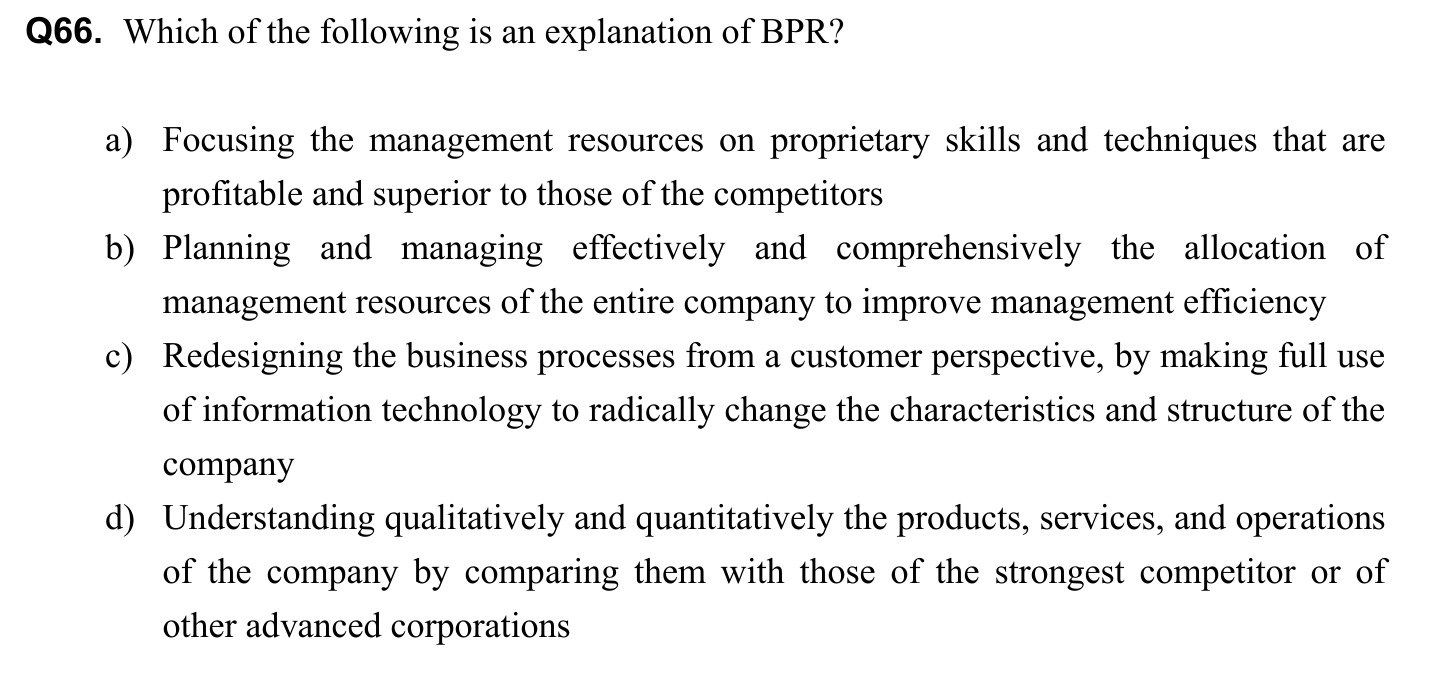 Q66. Which of the following is an explanation of BPR?
a) Focusing the management resources on proprietary skills and techniques that are
profitable and superior to those of the competitors
b) Planning and managing effectively and comprehensively the allocation of
management resources of the entire company to improve management efficiency
c) Redesigning the business processes from a customer perspective, by making full use
of information technology to radically change the characteristics and structure of the
company
d) Understanding qualitatively and quantitatively the products, services, and operations
of the company by comparing them with those of the strongest competitor or of
other advanced corporations